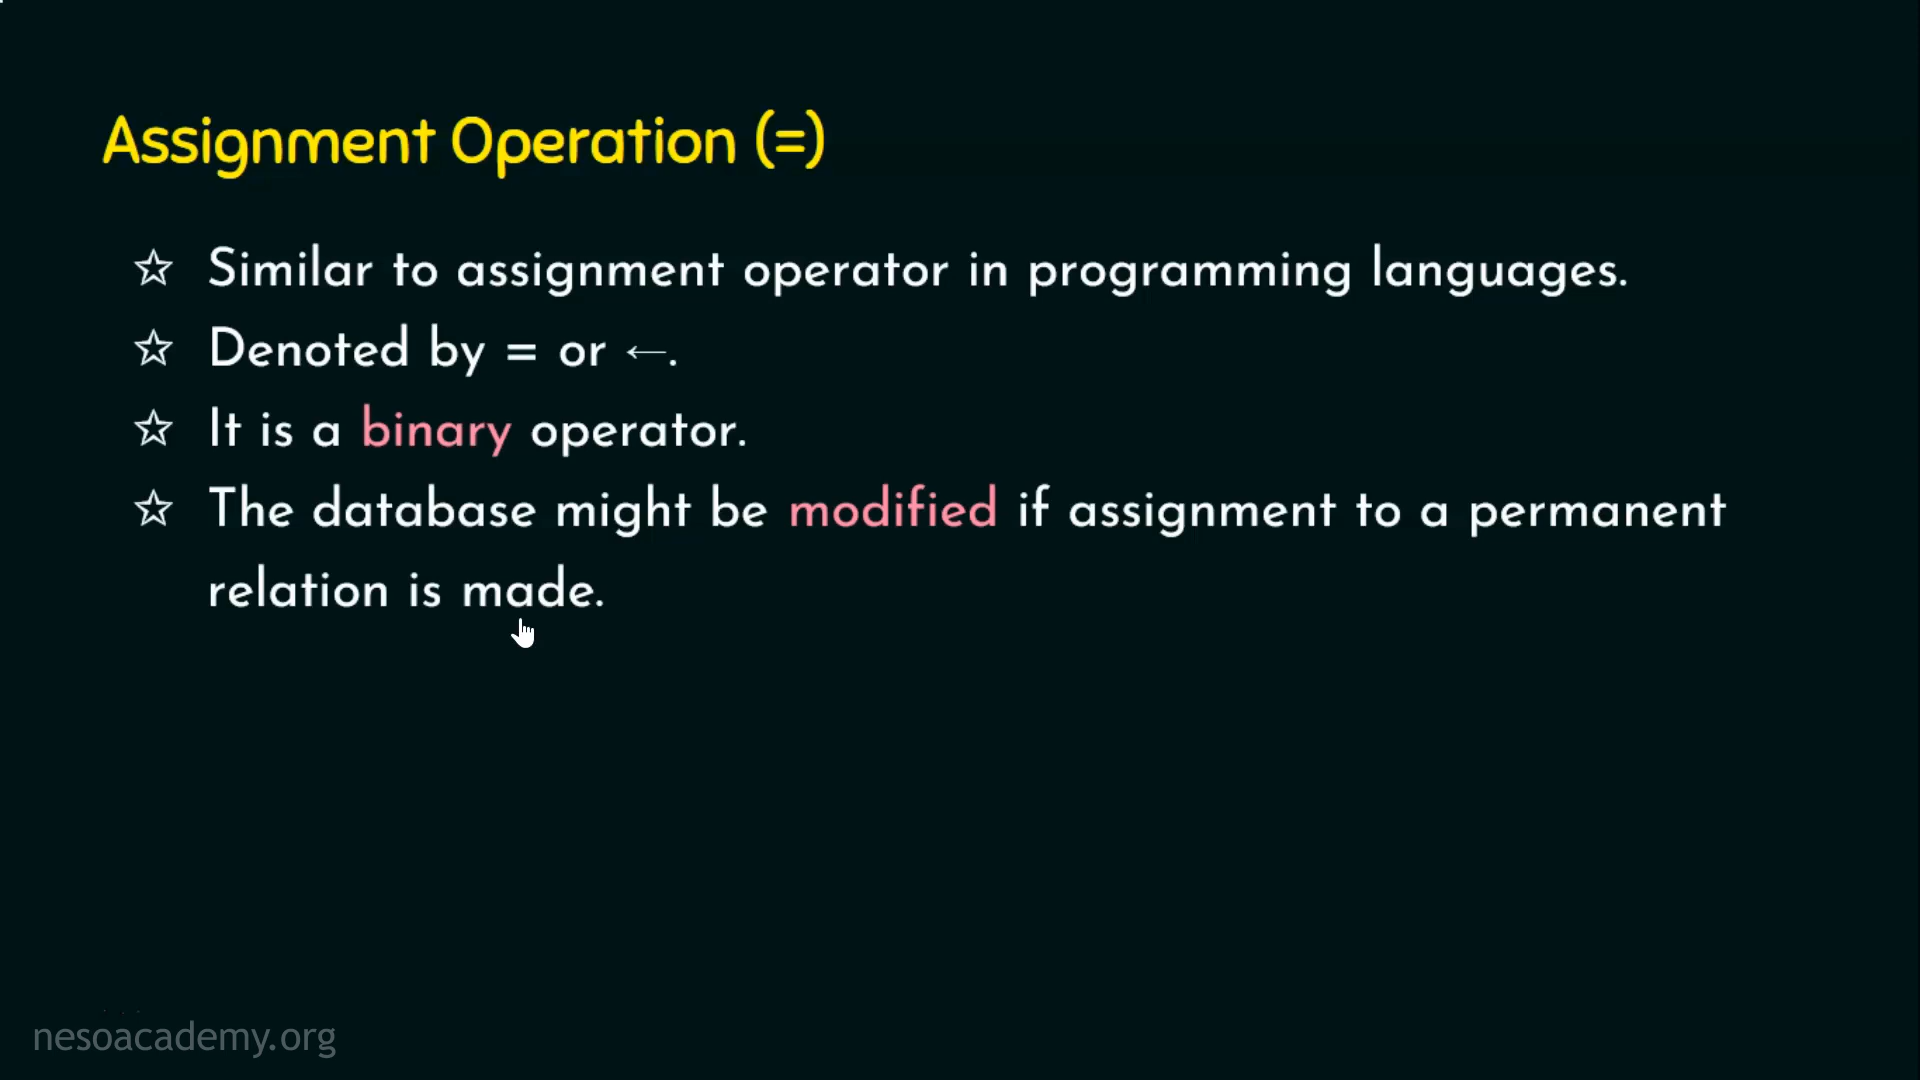 Assignment Operation (=)
☆ Similar to assignment operator in programming languages.
☆ Denoted by = or ←.
☆ It is a binary operator.
☆ The database might be modified if assignment to a permanent
relation is made.
nesoacademy.org